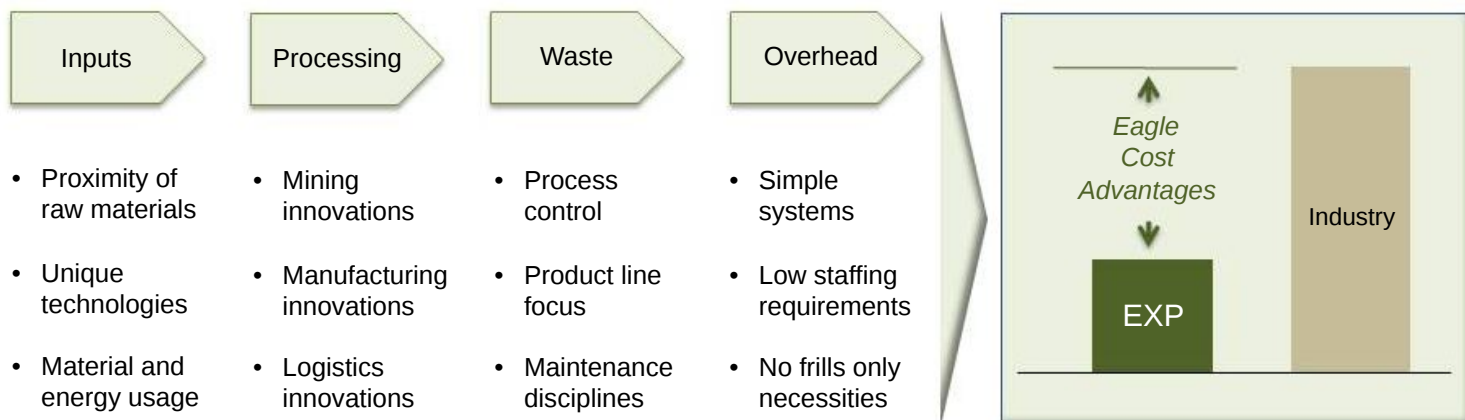 Inputs
Processing
Waste
Overhead
• Proximity of
raw materials
• Unique
technologies
• Material and
energy usage
• Mining
innovations
• Manufacturing
innovations
• Logistics
innovations
• Process
control
• Product line
focus
• Maintenance
disciplines
• Simple
systems
• Low staffing
requirements
• No frills only
necessities
Eagle
Cost
Advantages
EXP
Industry